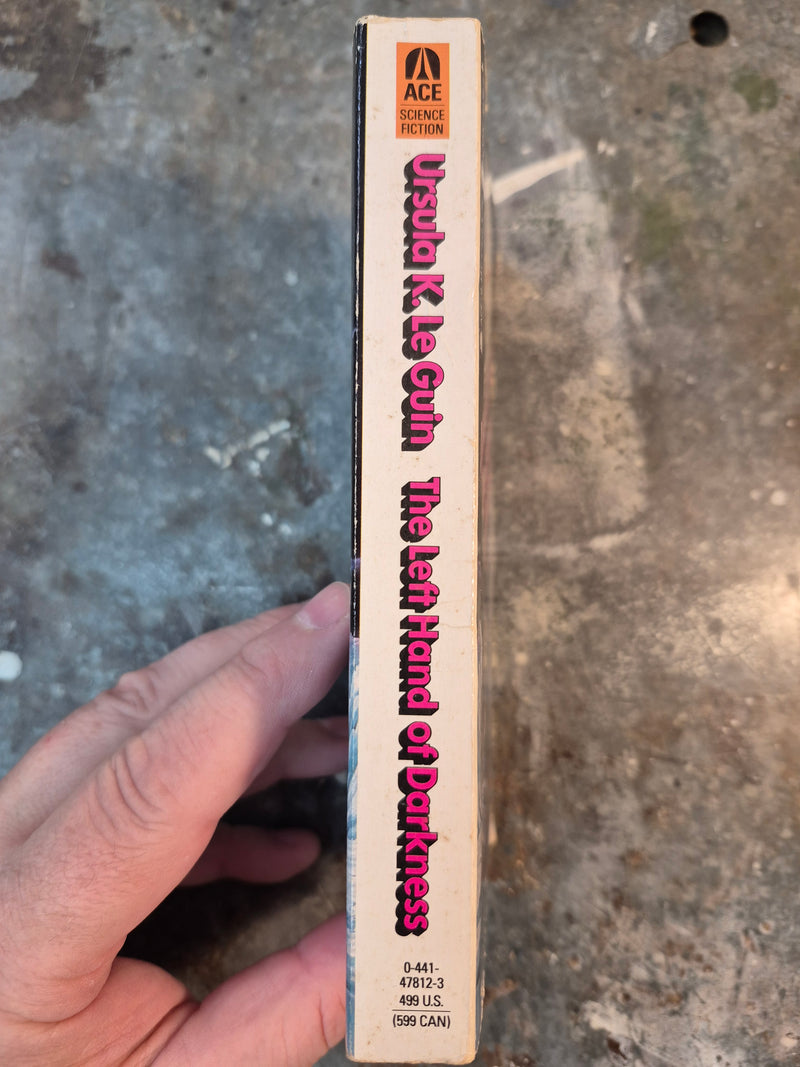 ACE
SCIENCE
FICTION
Ursula K. Le Guin
The Left Hand of Darkness
0-441-
47812-3
499 U.S.
(599 CAN)